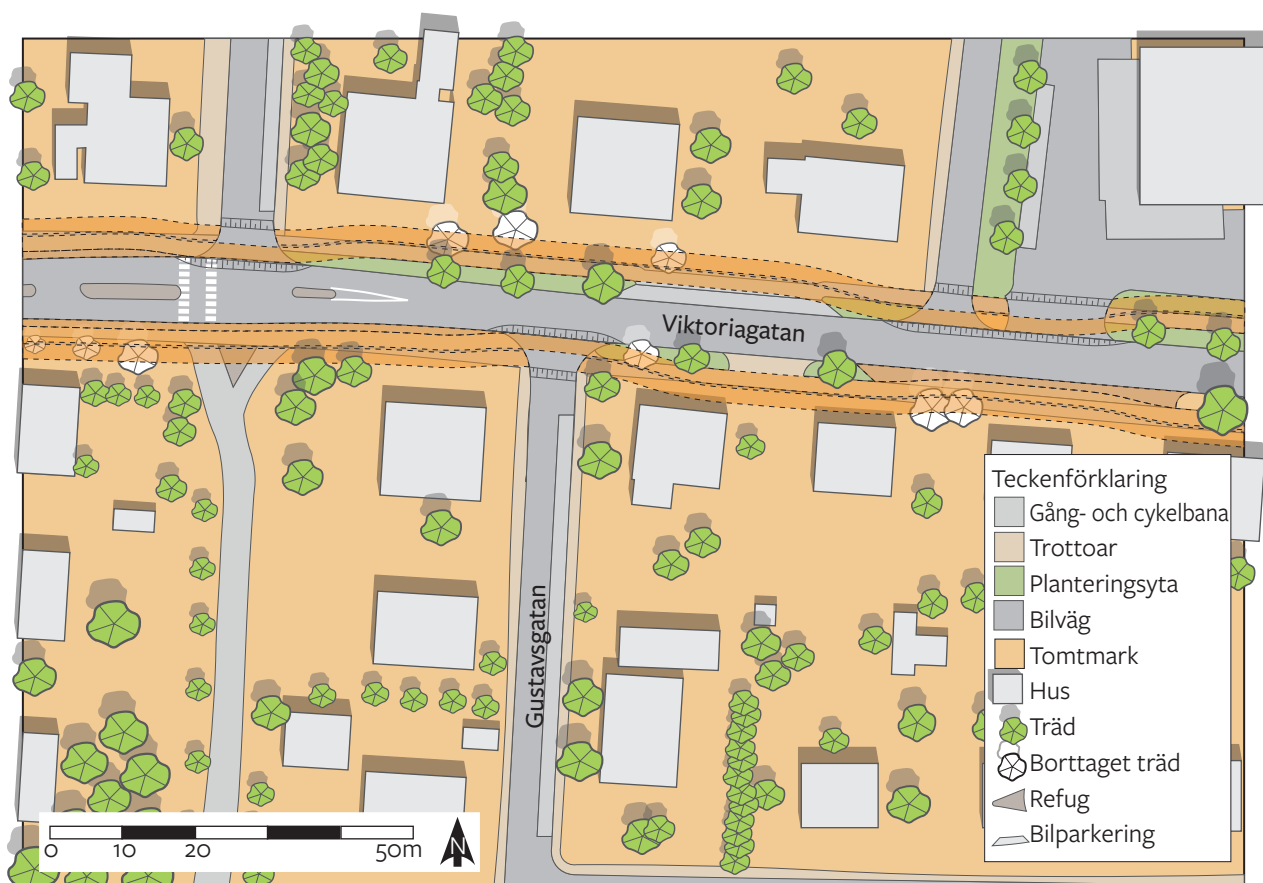 Viktoriagatan
Gustavsgatan
Teckenförklaring
Gång- och cykelbana
Trottoar
Planteringsyta
Bilväg
Tomtmark
Hus
Träd
Borttaget träd
Refug
Bilparkering
0 10 20 50m
N